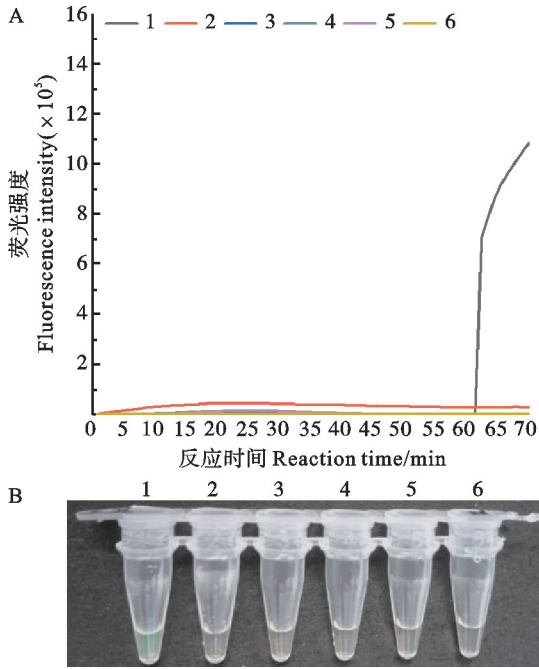 A
1 2 3 4 5 6
16
14
12
10
8
6
4
2
荧光强度
Fluorescence intensity(×10⁵)
0 5 10 15 20 25 30 35 40 45 50 55 60 65 70
反应时间 Reaction time/min
B
1 2 3 4 5 6